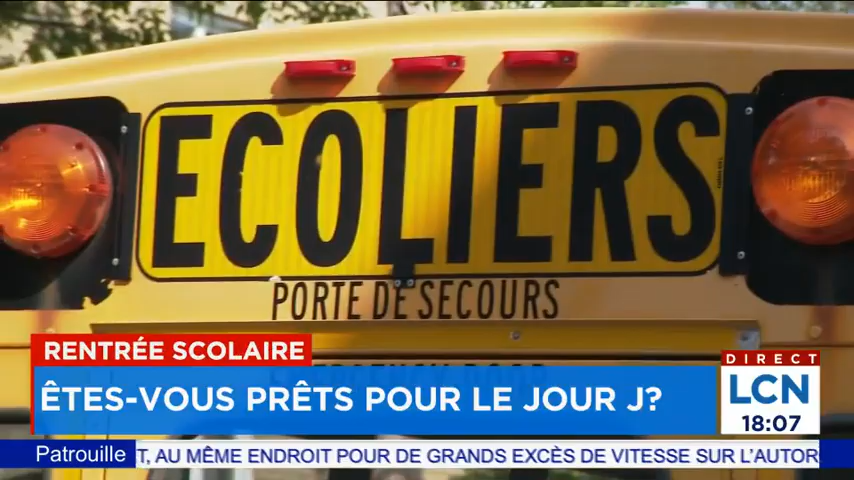 ECOLIERS
PORTE DE SECOURS
RENTRÉE SCOLAIRE
ÊTES-VOUS PRÊTS POUR LE JOUR J?
DIRECT
LCN
18:07
Patrouille
T, AU MÊME ENDROIT POUR DE GRANDS EXCÈS DE VITESSE SUR L'AUTOR